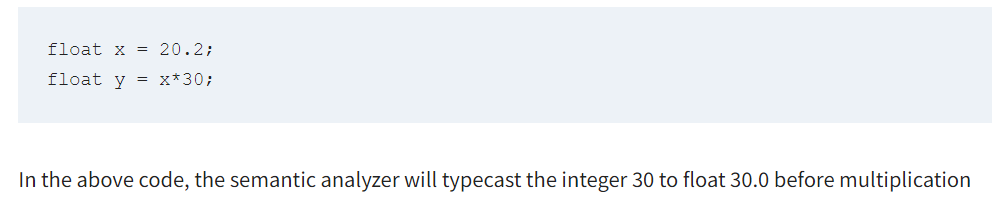 float x = 20.2;
float y = x*30;
In the above code, the semantic analyzer will typecast the integer 30 to float 30.0 before multiplication